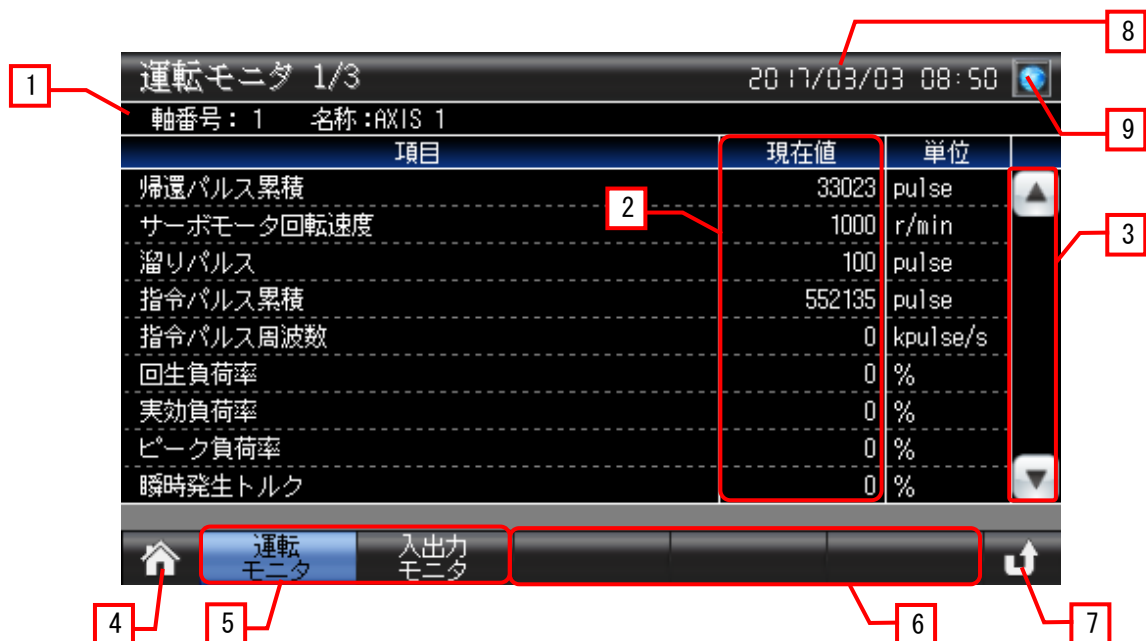 8
運転モニタ 1/3
2017/03/03 08:50
1
軸番号: 1 名称:AXIS 1
9
項目 現在値 単位
帰還パルス累積 33023 pulse
2
サーボモータ回転速度 1000 r/min
3
溜りパルス 100 pulse
指令パルス累積 552135 pulse
指令パルス周波数 0 kpulse/s
回生負荷率 0 %
実効負荷率 0 %
ピーク負荷率 0 %
瞬時発生トルク 0 %
運転
モニタ
入出力
モニタ
4
5
6
7